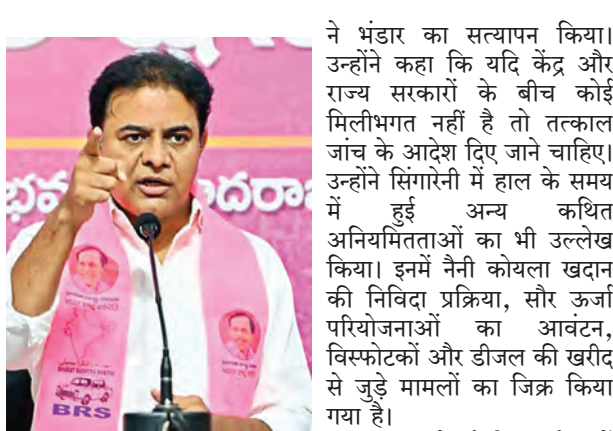 ने भंडार का सत्यापन किया।
उन्होंने कहा कि यदि केंद्र और
राज्य सरकारों के बीच कोई
मिलीभगत नहीं है तो तत्काल
जांच के आदेश दिए जाने चाहिए।
उन्होंने सिंगारेनी में हाल के समय
में हुई अन्य कथित
अनियमितताओं का भी उल्लेख
किया। इनमें नैनी कोयला खदान
की निविदा प्रक्रिया, सौर ऊर्जा
परियोजनाओं का आवंटन,
विस्फोटकों और डीजल की खरीद
से जुड़े मामलों का जिक्र किया
गया है।
BRS